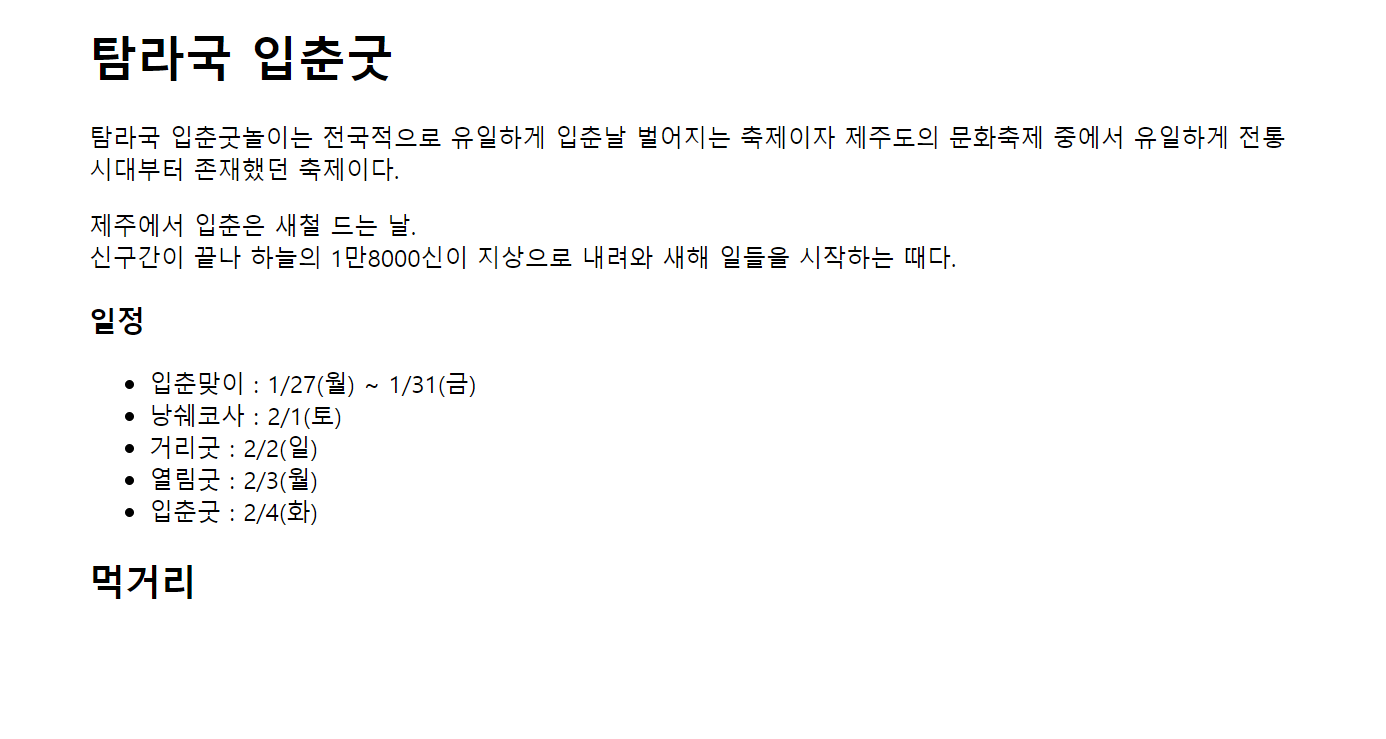 탐라국 입춘굿
탐라국 입춘굿놀이는 전국적으로 유일하게 입춘날 벌어지는 축제이자 제주도의 문화축제 중에서 유일하게 전통
시대부터 존재했던 축제이다.
제주에서 입춘은 새철 드는 날.
신구간이 끝나 하늘의 1만8000신이 지상으로 내려와 새해 일들을 시작하는 때다.
일정
• 입춘맞이 : 1/27(월) ~ 1/31(금)
• 낭쉐코사 : 2/1(토)
• 거리굿 : 2/2(일)
• 열림굿 : 2/3(월)
• 입춘굿 : 2/4(화)
먹거리